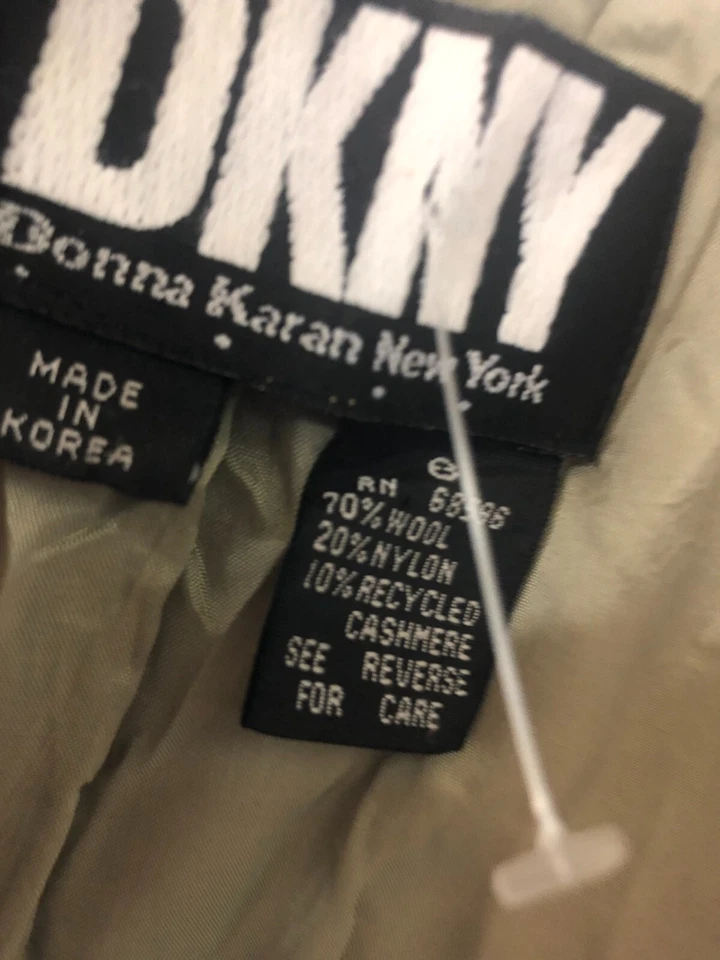 DKNY
Donna Karan New York
MADE
IN
KOREA
RN
70% WOOL
20% NYLON
10% RECYCLED
CASHMERE
SEE REVERSE
FOR CARE